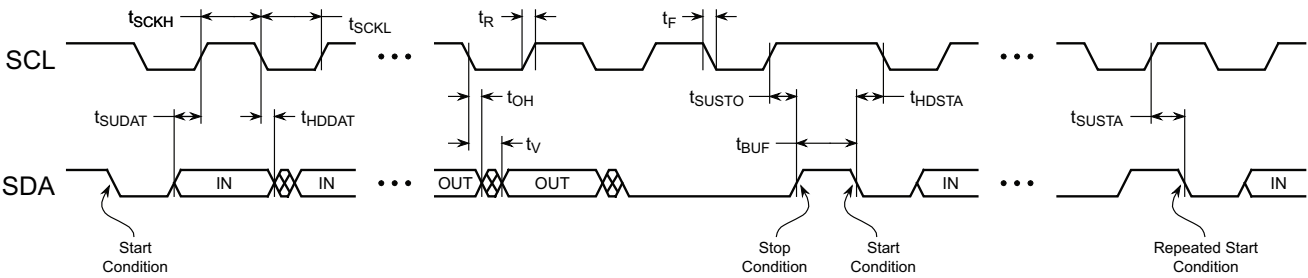 tSCKH
tSCKL
tR
tF
SCL
•••
•••
tOH
tSUSTO
tHDSTA
tSUDAT
tHDDAT
tSUSTA
tV
tBUF
SDA
IN
IN
•••
OUT
OUT
IN
•••
IN
Start
Condition
Stop
Condition
Start
Condition
Repeated Start
Condition